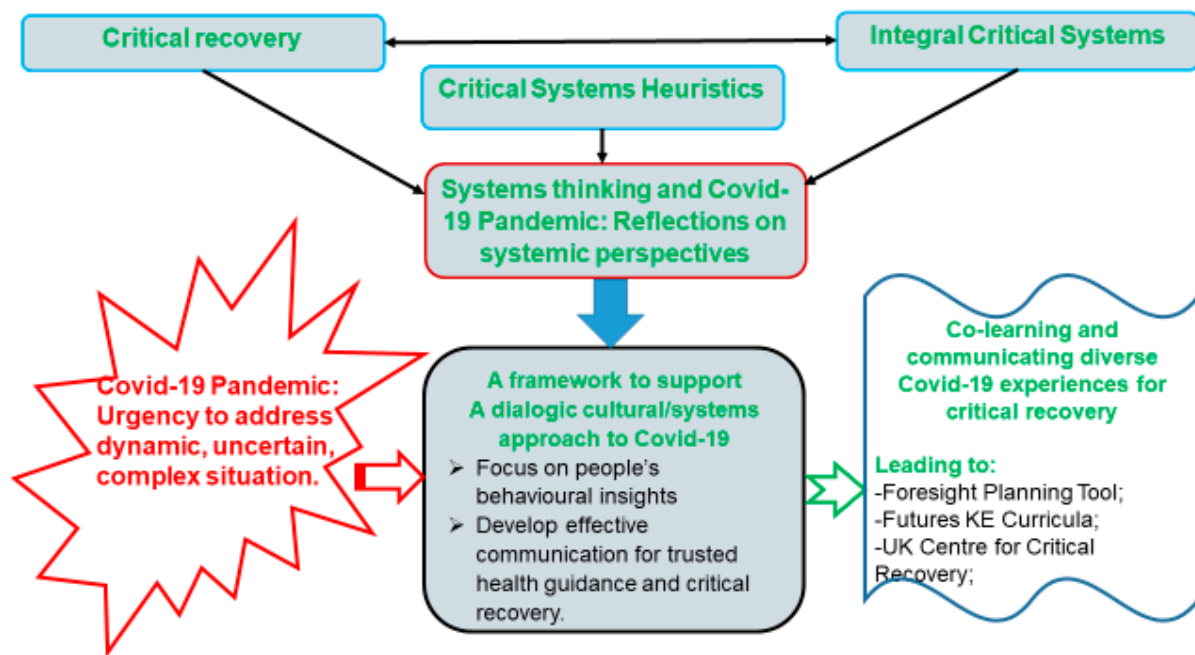 Critical recovery
Integral Critical Systems
Critical Systems Heuristics
Systems thinking and Covid-
19 Pandemic: Reflections on
systemic perspectives
Covid-19 Pandemic:
Urgency to address
dynamic, uncertain,
complex situation.
A framework to support
A dialogic cultural/systems
approach to Covid-19
➢ Focus on people’s
behavioural insights
➢ Develop effective
communication for trusted
health guidance and critical
recovery.
Co-learning and
communicating diverse
Covid-19 experiences for
critical recovery
Leading to:
-Foresight Planning Tool;
-Futures KE Curricula;
-UK Centre for Critical
Recovery;